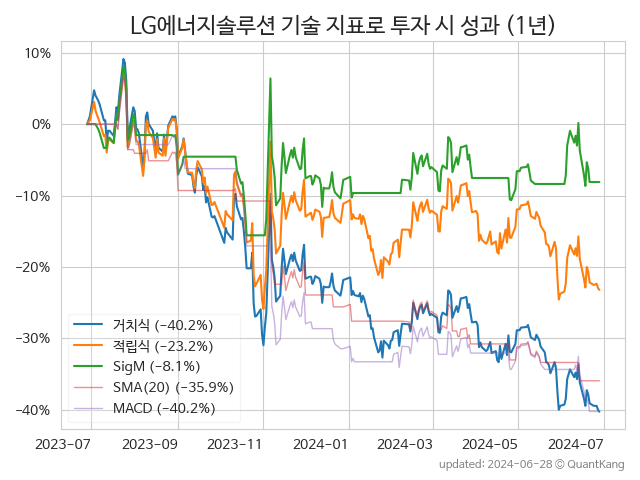 LG에너지솔루션 기술 지표로 투자 시 성과 (1년)
10%
0%
−10%
−20%
−30%
−40%
거치식 (−40.2%)
적립식 (−23.2%)
SigM (−8.1%)
SMA(20) (−35.9%)
MACD (−40.2%)
2023-07 2023-09 2023-11 2024-01 2024-03 2024-05 2024-07
updated: 2024-06-28 © QuantKang